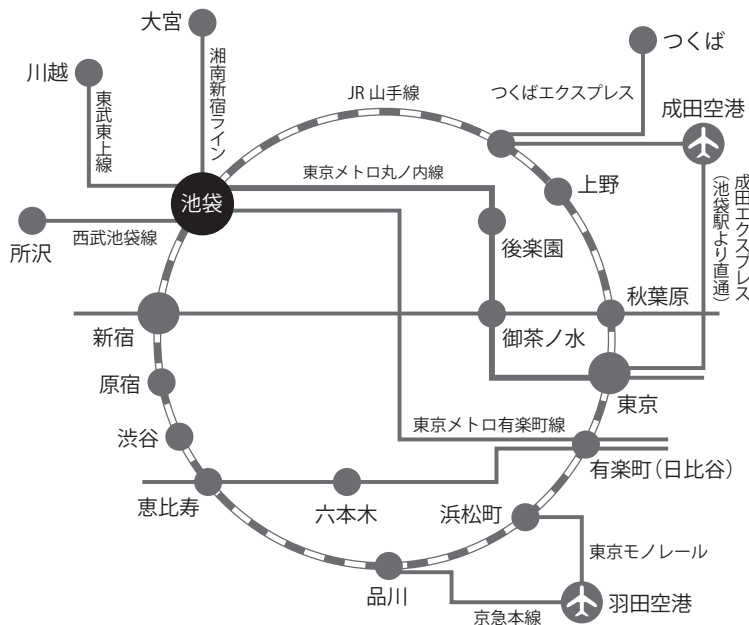 大宮
川越
つくば
湘南新宿ライン
JR 山手線
つくばエクスプレス
成田空港
東武東上線
東京メトロ丸ノ内線
上野
池袋
成田エクスプレス
(池袋駅より直通)
所沢
西武池袋線
後楽園
秋葉原
新宿
御茶ノ水
原宿
東京
東京メトロ有楽町線
渋谷
有楽町(日比谷)
恵比寿
六本木
浜松町
東京モノレール
品川
京急本線
羽田空港